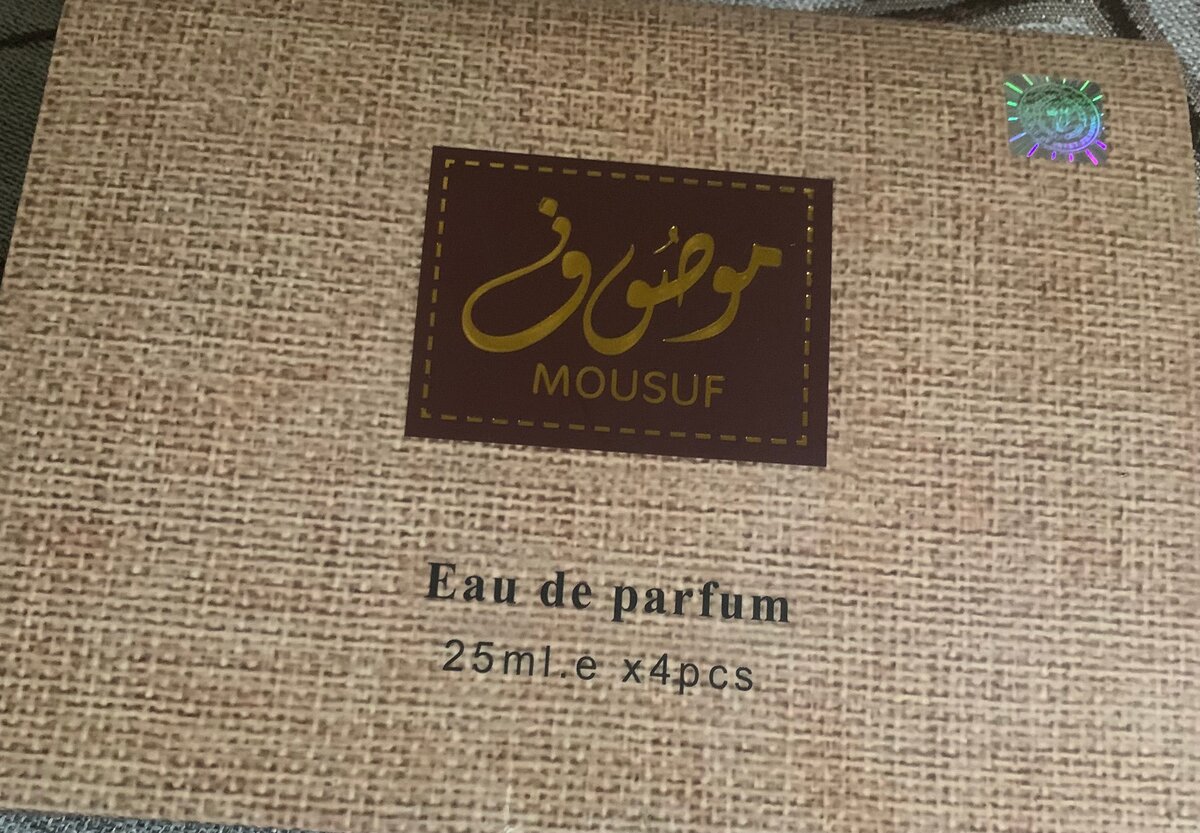 موصوف
MOUSUF
Eau de parfum
25ml.e x4pcs